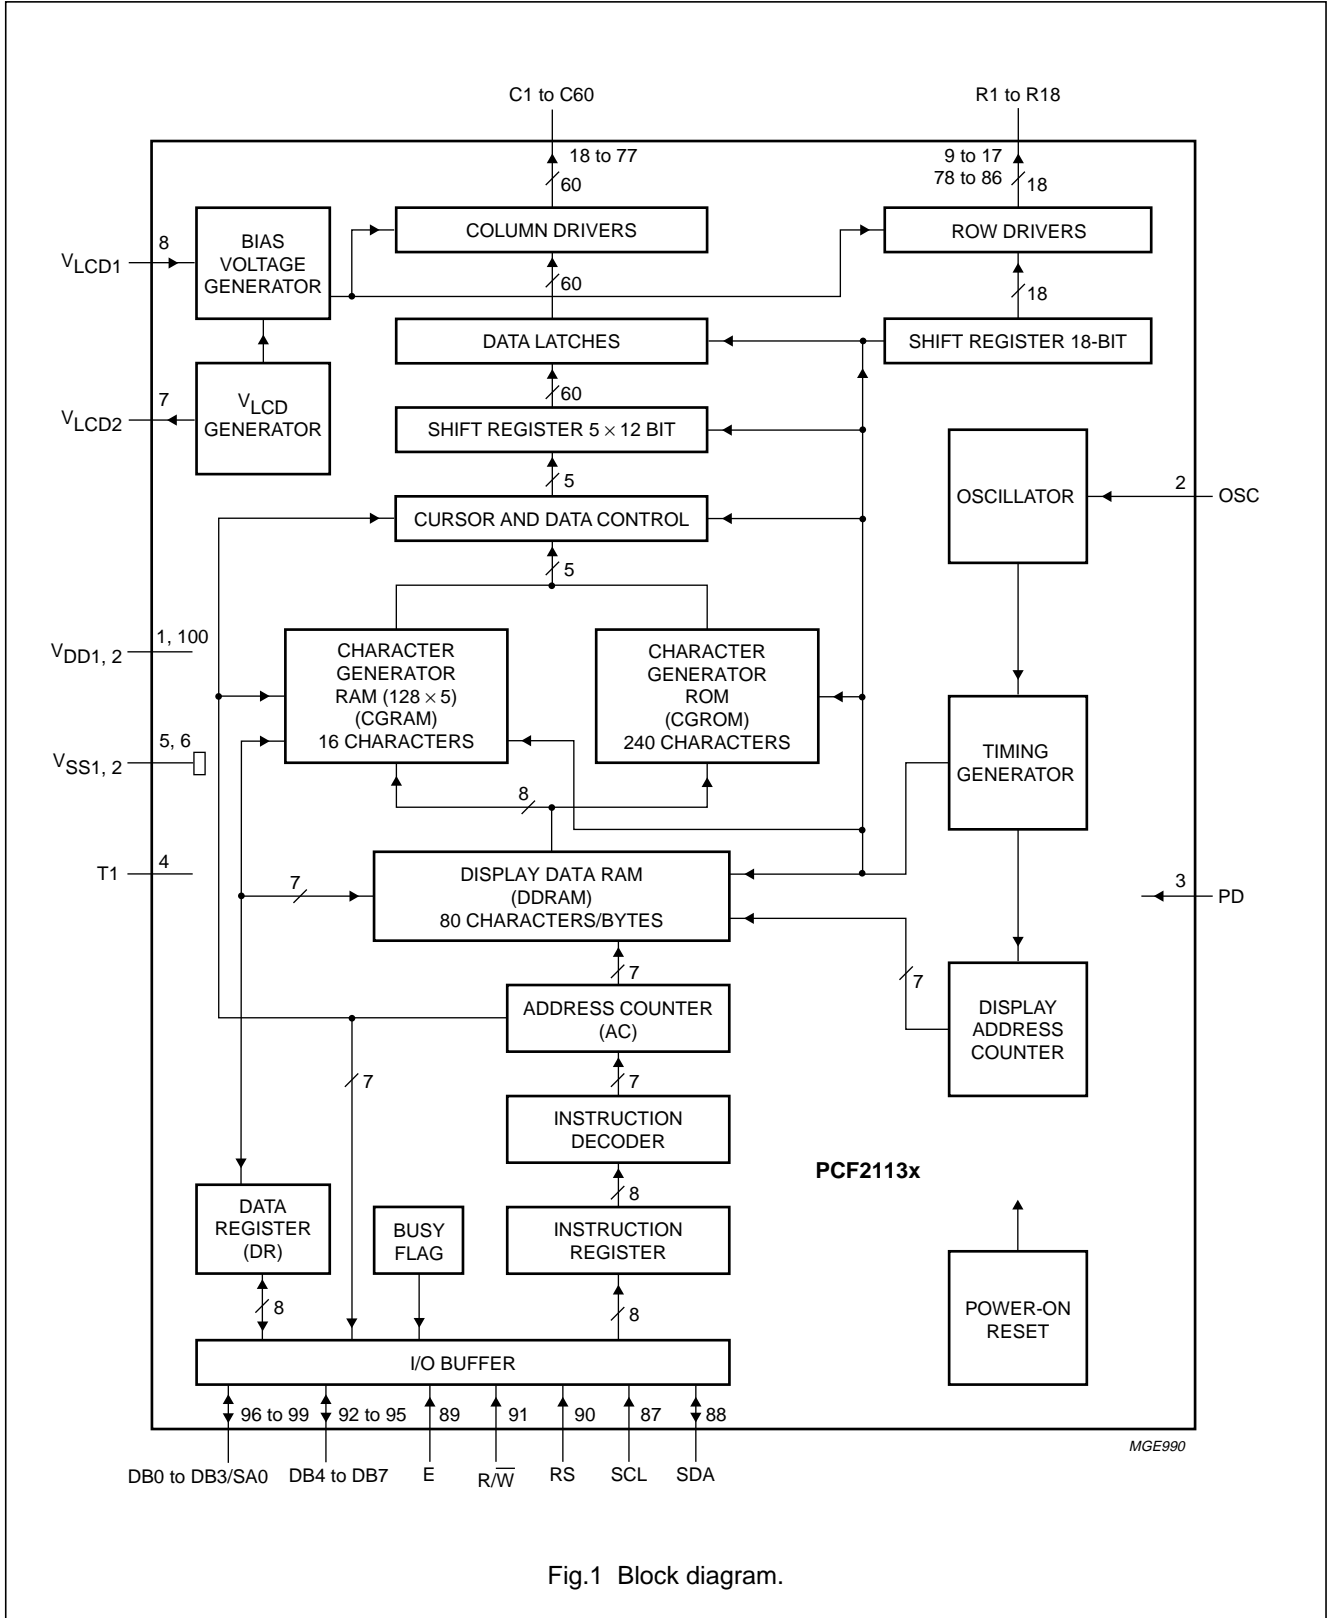 C1 to C60
R1 to R18
18 to 77
60
9 to 17
78 to 86
18
8
VLCD1
BIAS
VOLTAGE
GENERATOR
COLUMN DRIVERS
ROW DRIVERS
60
18
DATA LATCHES
SHIFT REGISTER 18-BIT
7
VLCD2
VLCD
GENERATOR
60
SHIFT REGISTER 5 × 12 BIT
5
OSCILLATOR
2
OSC
CURSOR AND DATA CONTROL
5
1, 100
VDD1, 2
CHARACTER
GENERATOR
RAM (128 × 5)
(CGRAM)
16 CHARACTERS
CHARACTER
GENERATOR
ROM
(CGROM)
240 CHARACTERS
TIMING
GENERATOR
5, 6
VSS1, 2
8
4
T1
7
DISPLAY DATA RAM
(DDRAM)
80 CHARACTERS/BYTES
3
PD
7
7
ADDRESS COUNTER
(AC)
DISPLAY
ADDRESS
COUNTER
7
7
INSTRUCTION
DECODER
PCF2113x
8
DATA
REGISTER
(DR)
BUSY
FLAG
INSTRUCTION
REGISTER
8
8
POWER-ON
RESET
I/O BUFFER
96 to 99
92 to 95
89
91
90
87
88
MGE990
DB0 to DB3/SA0
DB4 to DB7
E
R/W̅
RS
SCL
SDA
Fig.1 Block diagram.